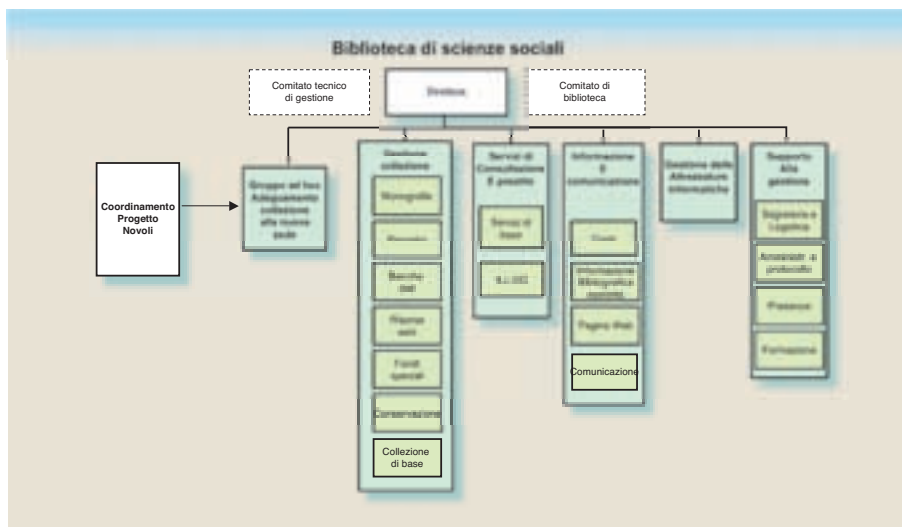 Biblioteca di scienze sociali
Comitato tecnico
di gestione
Comitato di
biblioteca
Coordinamento
Progetto
Novoli
Gruppo ad hoc
Adeguamento
collezione
alla nuova
sede
Gestione
collezione
Monografie
Banche
dati
Risorse
Fondi
speciali
Conservazione
Collezione
di base
Servizi di
Consultazione
E prestito
Servizi di
base
Informazione
E
comunicazione
Informazione
bibliografica
Pagine Web
Comunicazione
Gestione delle
Attrezzature
informatiche
Supporto
Alla
gestione
Segreteria e
Logistica
protocollo
Presenze
Formazione